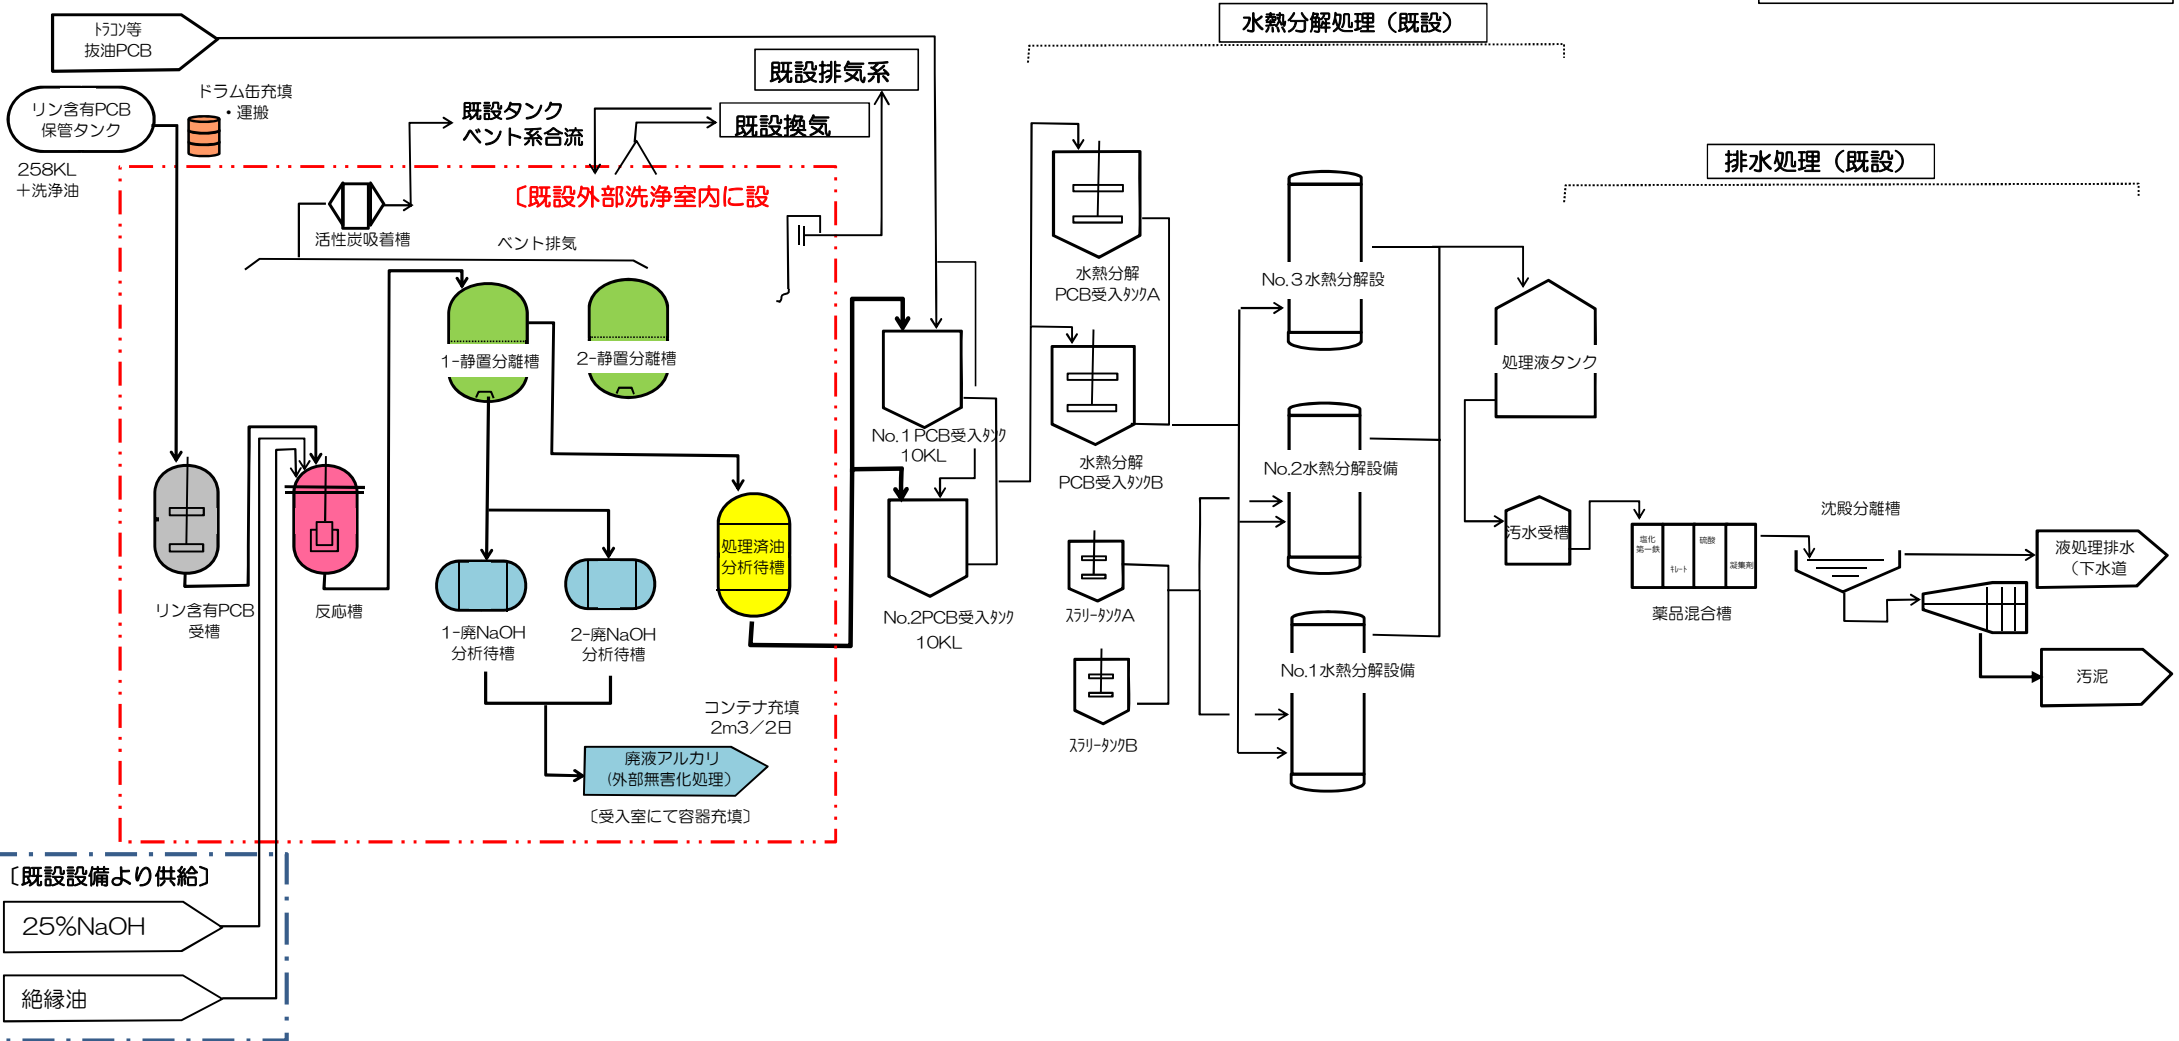 水熱分解処理（既設）
ﾄﾗｺﾝ等
抜油PCB
既設排気系
リン含有PCB
保管タンク
ドラム缶充填
・運搬
既設タンク
ベント系合流
既設換気
排水処理（既設）
258KL
＋洗浄油
〔既設外部洗浄室内に設
活性炭吸着槽
ベント排気
水熱分解
PCB受入ﾀﾝｸA
No.３水熱分解設
1-静置分離槽
2-静置分離槽
処理液タンク
No.１PCB受入ﾀﾝｸ
10KL
水熱分解
PCB受入ﾀﾝｸB
No.2水熱分解設備
沈殿分離槽
処理済油
分析待槽
汚水受槽
塩化
第一鉄
ｷﾚｰﾄ
硫酸
凝集剤
液処理排水
（下水道
リン含有PCB
受槽
反応槽
No.2PCB受入ﾀﾝｸ
10KL
ｽﾗﾘｰﾀﾝｸA
薬品混合槽
1-廃NaOH
分析待槽
2-廃NaOH
分析待槽
No.1水熱分解設備
汚泥
コンテナ充填
2m3／2日
ｽﾗﾘｰﾀﾝｸB
廃液アルカリ
（外部無害化処理）
〔受入室にて容器充填〕
〔既設設備より供給〕
25%NaOH
絶縁油